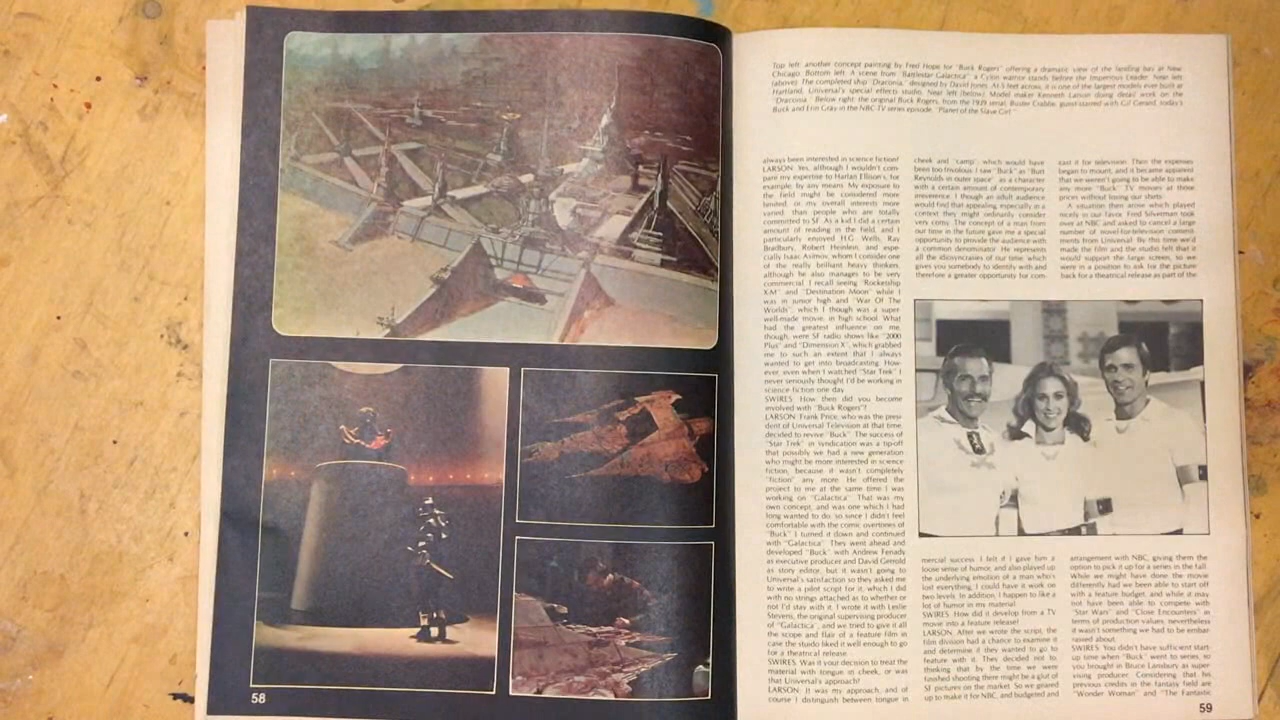 Top left: another concept painting by Fred Hope for "Buck Rogers" offering a dramatic view of the landing bay at New
Chicago. Bottom left: A scene from "Battlestar Galactica" a Cylon warrior stands before the Imperious Leader. Near left
(above): The completed ship "Draconia," designed by David Jones. At 5 feet across, it is one of the largest models ever built at
Hartland, Universal's special effects studio. Near left (below): Model maker Kenneth Larson doing detail work on the
"Draconia." Below right: the original Buck Rogers, from the 1939 serial, Buster Crabbe, guest-starred with Gil Gerard, today's
Buck and Erin Gray in the NBC-TV series episode, "Planet of the Slave Girl."
always been interested in science fiction?
LARSON: Yes, although I wouldn't com-
pare my expertise to Harlan Ellison's, for
example, by any means. My exposure to
the field might be considered more
limited, or my overall interests more
varied, than people who are totally
committed to SF. As a kid I did a certain
amount of reading in the field, and I
particularly enjoyed H.G. Wells, Ray
Bradbury, Robert Heinlein, and espe-
cially Isaac Asimov, whom I consider one
of the really brilliant heavy thinkers,
although he also manages to be very
commercial. I recall seeing "Rocketship
X-M" and "Destination Moon" while I
was in junior high and "War Of The
Worlds", which I though was a super
well-made movie, in high school. What
had the greatest influence on me,
though, were SF radio shows like "2000
Plus" and "Dimension X", which grabbed
me to such an extent that I always
wanted to get into broadcasting. How-
ever, even when I watched "Star Trek" I
never seriously thought I'd be working in
science-fiction one day.
SWIRES: How then did you become
involved with "Buck Rogers"?
LARSON: Frank Price, who was the presi-
dent of Universal Television at that time,
decided to revive "Buck". The success of
"Star Trek" in syndication was a tip-off
that possibly we had a new generation
who might be more interested in science
fiction, because it wasn't completely
"fiction" any more. He offered the
project to me at the same time I was
working on "Galactica". That was my
own concept, and was one which I had
long wanted to do, so since I didn't feel
comfortable with the comic overtones of
"Buck" I turned it down and continued
with "Galactica". They went ahead and
developed "Buck" with Andrew Fenady
as executive producer and David Gerrold
as story editor, but it wasn't going to
Universal's satisfaction so they asked me
to write a pilot script for it, which I did
with no strings attached as to whether or
not I'd stay with it. I wrote it with Leslie
Stevens, the original supervising producer
of "Galactica", and we tried to give it all
the scope and flair of a feature film in
case the studio liked it well enough to go
for a theatrical release.
SWIRES: Was it your decision to treat the
material with tongue in cheek, or was
that Universal's approach?
LARSON: It was my approach, and of
course I distinguish between tongue in
cheek and "camp", which would have
been too frivolous. I saw "Buck" as "Burt
Reynolds in outer space" as a character
with a certain amount of contemporary
irreverence. I though an adult audience
would find that appealing, especially in a
context they might ordinarily consider
very corny. The concept of a man from
our time in the future gave me a special
opportunity to provide the audience with
a common denominator. He represents
all the idiosyncrasies of our time which
gives you somebody to identify with and
therefore a greater opportunity for com-
mercial success. I felt if I gave him a
loose sense of humor, and also played up
the underlying emotion of a man who's
lost everything, I could have it work on
two levels. In addition, I happen to like a
lot of humor in my material.
SWIRES: How did it develop from a TV
movie into a feature release?
LARSON: After we wrote the script, the
film division had a chance to examine it
and determine if they wanted to go to
feature with it. They decided not to,
thinking that by the time we were
finished shooting there might be a glut of
SF pictures on the market. So we geared
up to make it for NBC, and budgeted and
cast it for television. Then the expenses
began to mount, and it became apparent
that we weren't going to be able to make
any more "Buck" TV movies at those
prices without losing our shirts.
A situation then arose which played
nicely in our favor. Fred Silverman took
over at NBC and asked to cancel a large
number of novel-for-television commit-
ments from Universal. By this time we'd
made the film and the studio felt that it
would support the large screen, so we
were in a position to ask for the picture
back for a theatrical release as part of the
arrangement with NBC, giving them the
option to pick it up for a series in the fall.
While we might have done the movie
differently had we been able to start off
with a feature budget, and while it may
not have been able to compete with
"Star Wars" and "Close Encounters" in
terms of production values, nevertheless
it wasn't something we had to be embar-
rassed about.
SWIRES: You didn't have sufficient start-
up time when "Buck" went to series, so
you brought in Bruce Lansbury as super-
vising producer. Considering that his
previous credits in the fantasy field are
"Wonder Woman" and "The Fantastic
58
59